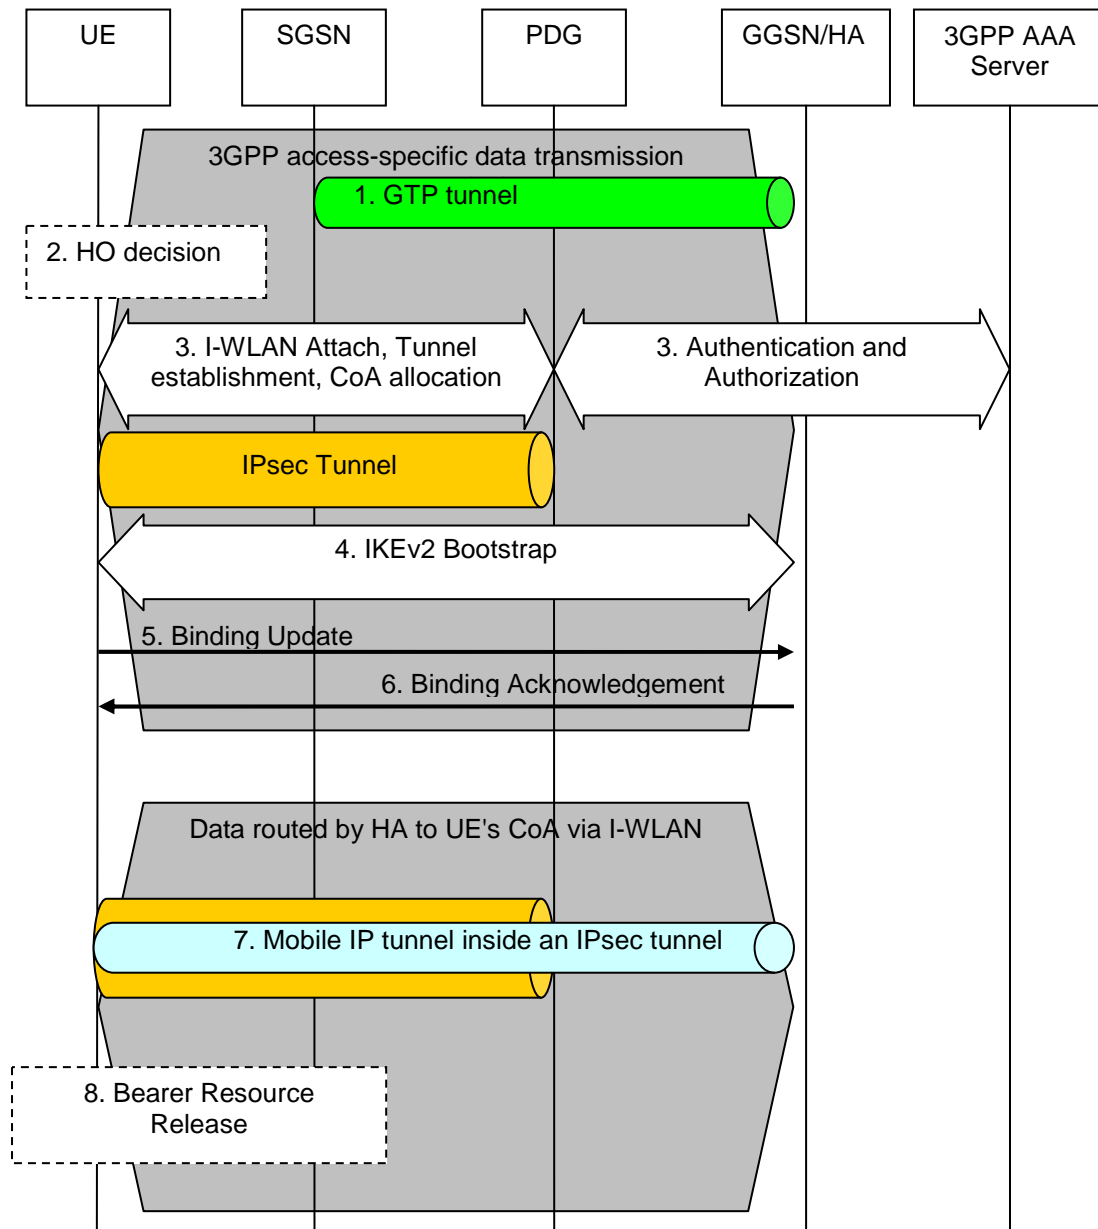 UE
SGSN
PDG
GGSN/HA
3GPP AAA
Server
3GPP access-specific data transmission
1. GTP tunnel
2. HO decision
3. I-WLAN Attach, Tunnel
establishment, CoA allocation
3. Authentication and
Authorization
IPsec Tunnel
4. IKEv2 Bootstrap
5. Binding Update
6. Binding Acknowledgement
Data routed by HA to UE's CoA via I-WLAN
7. Mobile IP tunnel inside an IPsec tunnel
8. Bearer Resource
Release